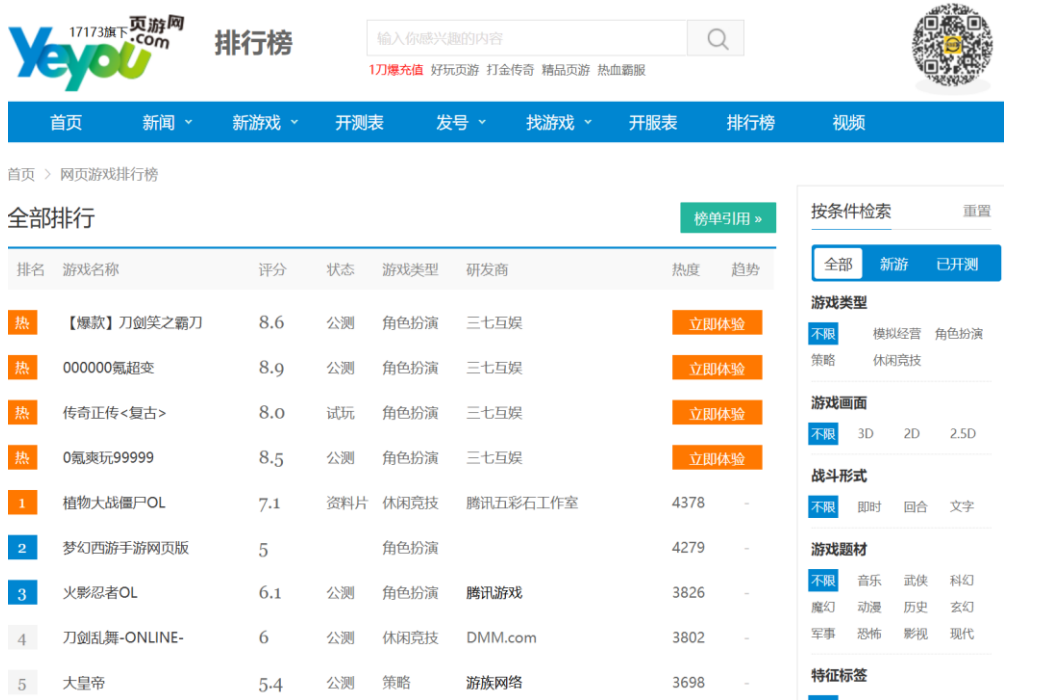 17173旗下页游网
Yeyou.com
排行榜
输入你感兴趣的内容
1刀爆充值 好玩页游 打金传奇 精品页游 热血霸服
首页 新闻 新游戏 开测表 发号 找游戏 开服表 排行榜 视频
首页 > 网页游戏排行榜
全部排行
榜单引用 »
排名 游戏名称 评分 状态 游戏类型 研发商 热度 趋势
热 【爆款】刀剑笑之霸刀 8.6 公测 角色扮演 三七互娱 立即体验
热 000000氪超变 8.9 公测 角色扮演 三七互娱 立即体验
热 传奇正传<复古> 8.0 试玩 角色扮演 三七互娱 立即体验
热 0氪爽玩99999 8.5 公测 角色扮演 三七互娱 立即体验
1 植物大战僵尸OL 7.1 资料片 休闲竞技 腾讯五彩石工作室 4378 -
2 梦幻西游手游网页版 5 角色扮演 4279 -
3 火影忍者OL 6.1 公测 角色扮演 腾讯游戏 3826 -
4 刀剑乱舞-ONLINE- 6 公测 休闲竞技 DMM.com 3802 -
5 大皇帝 5.4 公测 策略 游族网络 3698 -
按条件检索 重置
全部 新游 已开测
游戏类型
不限 模拟经营 角色扮演
策略 休闲竞技
游戏画面
不限 3D 2D 2.5D
战斗形式
不限 即时 回合 文字
游戏题材
不限 音乐 武侠 科幻
魔幻 动漫 历史 玄幻
军事 恐怖 影视 现代
特征标签